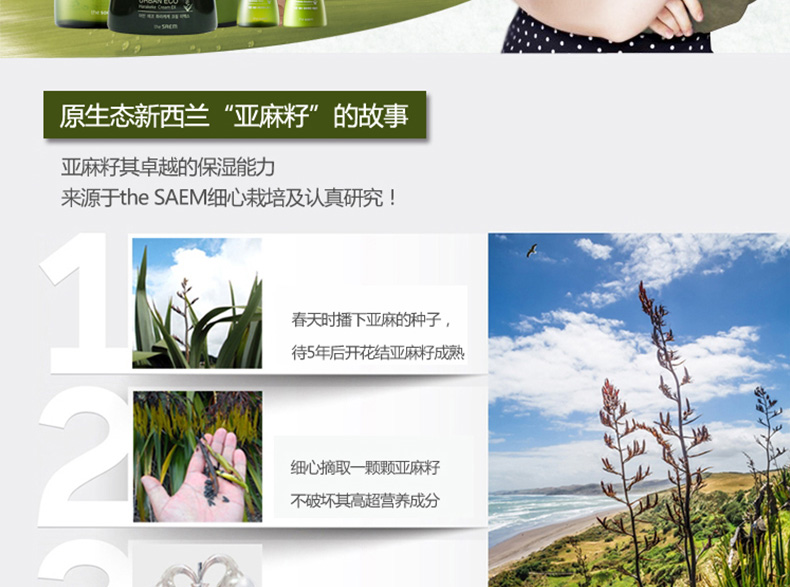 URBAN ECO
Harakeke Cream EX
the SAEM
原生态新西兰“亚麻籽”的故事
亚麻籽其卓越的保湿能力
来源于the SAEM细心栽培及认真研究！
1
春天时播下亚麻的种子，
待5年后开花结亚麻籽成熟
2
细心摘取一颗颗亚麻籽
不破坏其高超营养成分